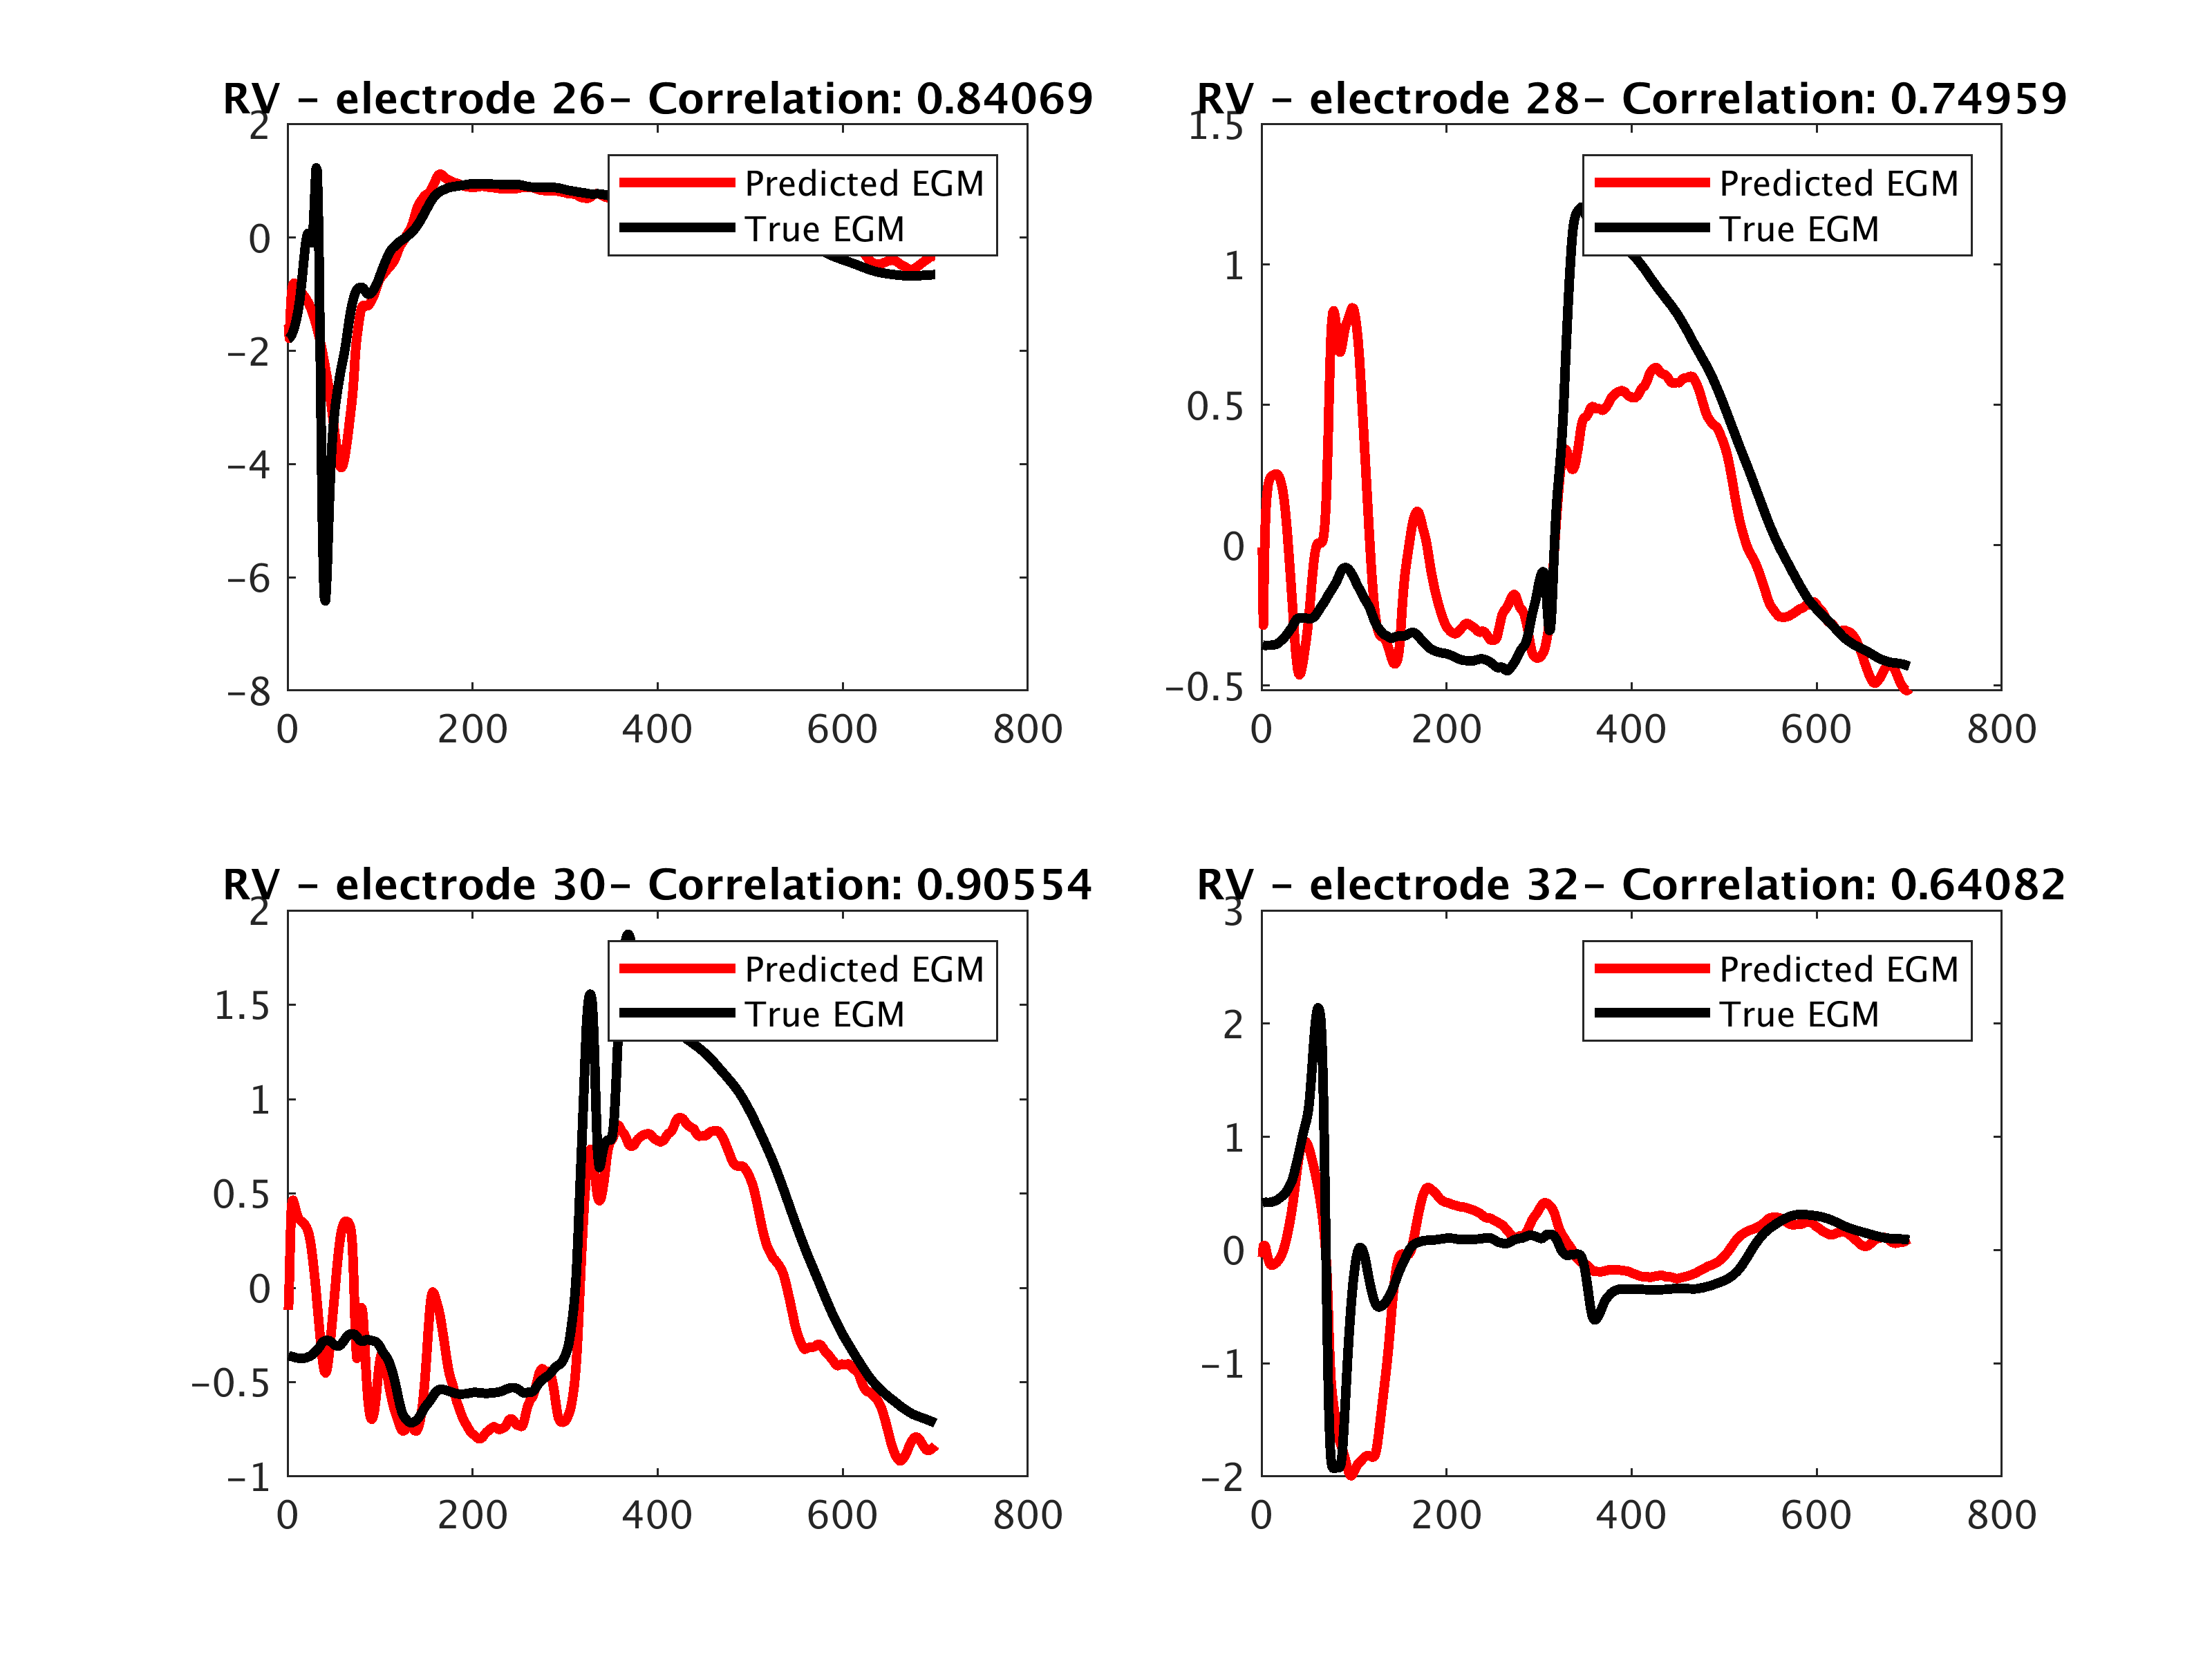 RV - electrode 26- Correlation: 0.84069
2
0
-2
-4
-6
-8
0 200 400 600 800
Predicted EGM
True EGM
RV - electrode 28- Correlation: 0.74959
1.5
1
0.5
0
-0.5
0 200 400 600 800
Predicted EGM
True EGM
RV - electrode 30- Correlation: 0.90554
2
1.5
1
0.5
0
-0.5
-1
0 200 400 600 800
Predicted EGM
True EGM
RV - electrode 32- Correlation: 0.64082
3
2
1
0
-1
-2
0 200 400 600 800
Predicted EGM
True EGM